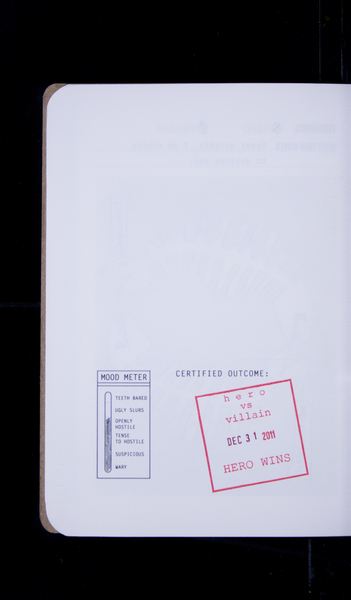 MOOD METER
TEETH BARED
UGLY SLURS
OPENLY
HOSTILE
TENSE
TO HOSTILE
SUSPICIOUS
WARY
CERTIFIED OUTCOME:
hero
vs
villain
DEC 31 2011
HERO WINS